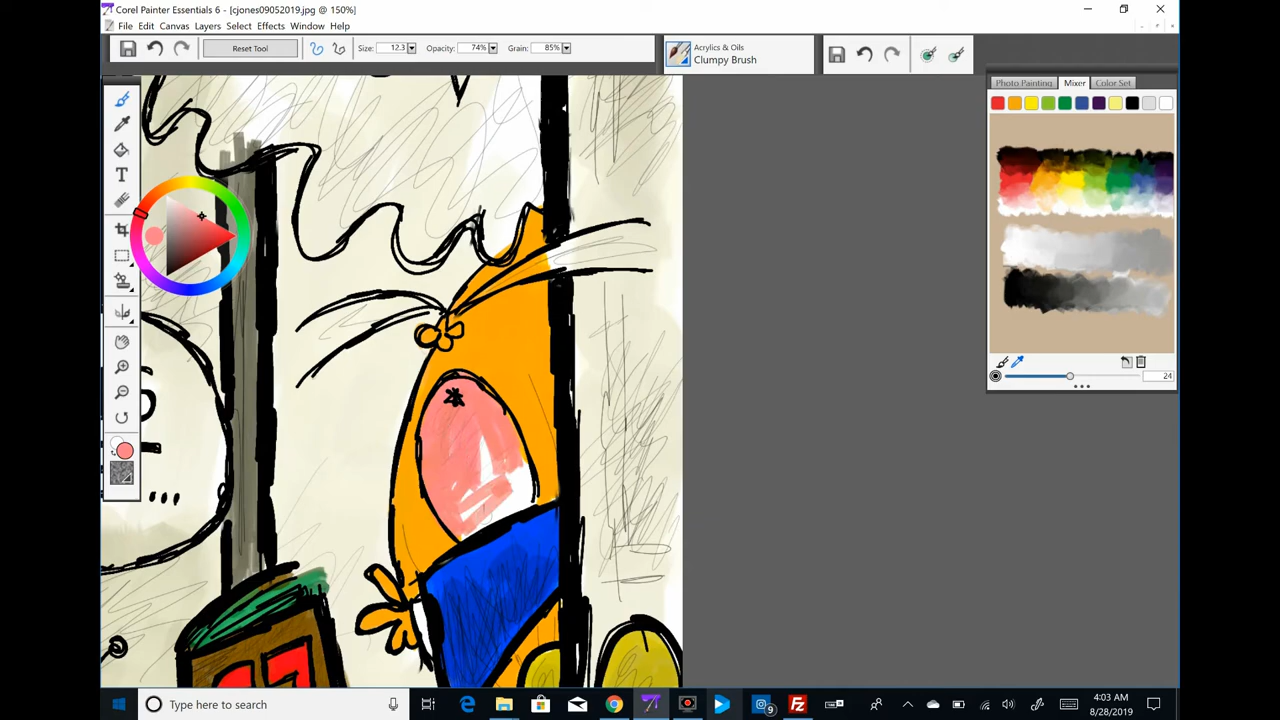 Corel Painter Essentials 6 - [cjones09052019.jpg @ 150%]
File Edit Canvas Layers Select Effects Window Help
Reset Tool Size: 12.3 Opacity: 74% Grain: 85%
Acrylics & Oils
Clumpy Brush
Photo Painting Mixer Color Set
T
24
Type here to search
9
4:03 AM
8/28/2019